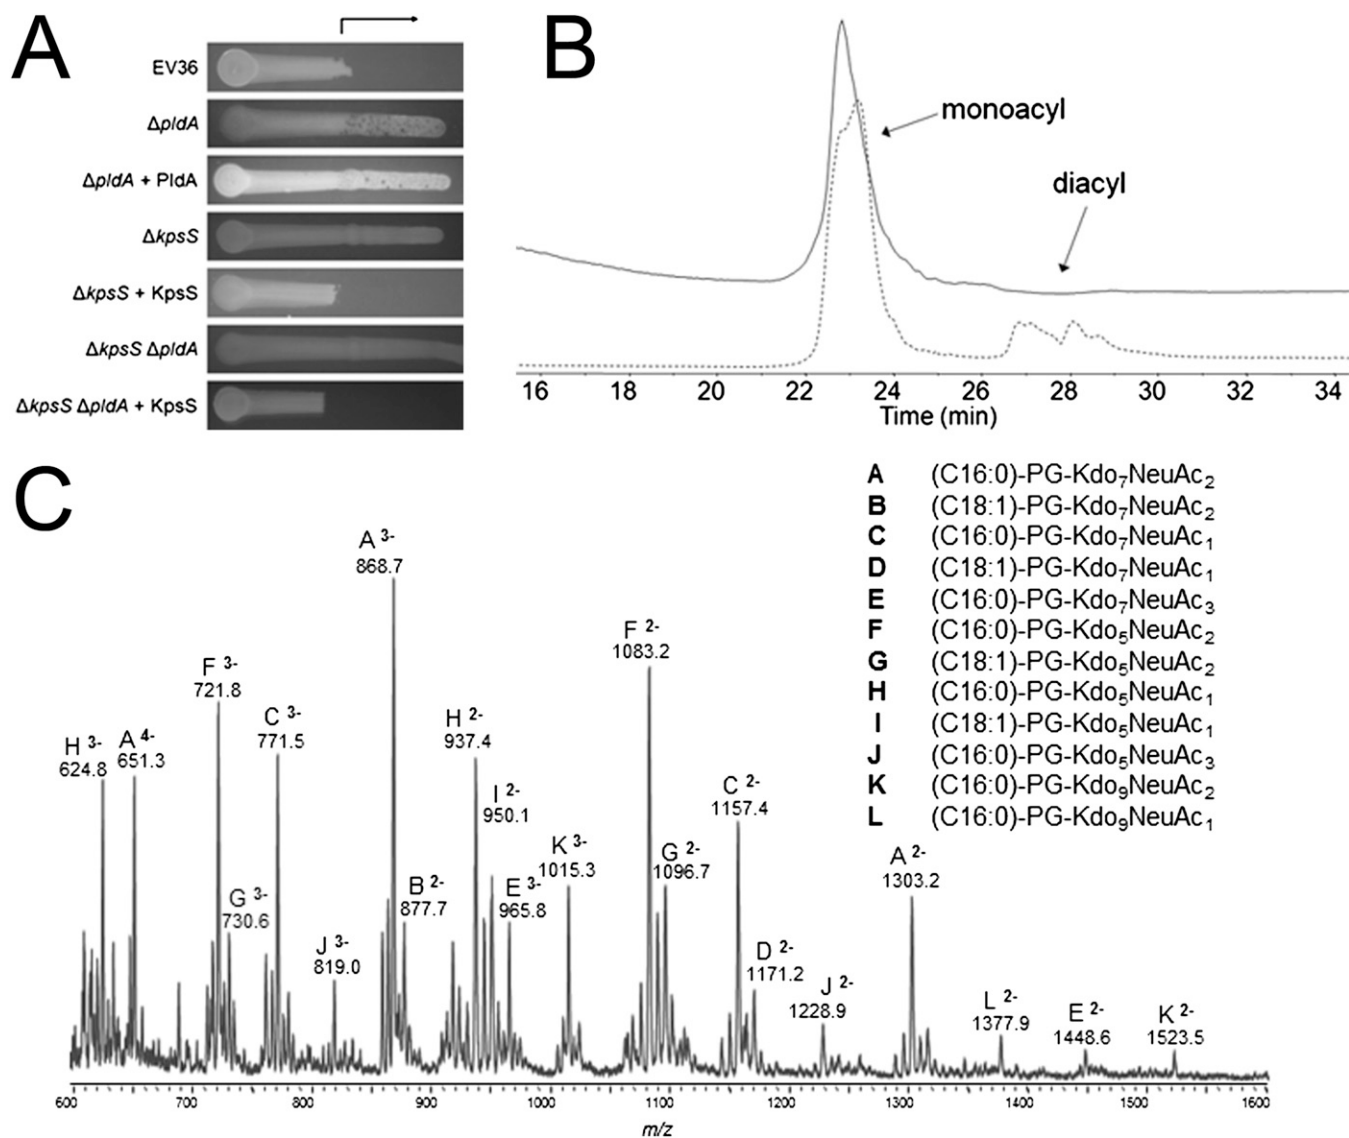 A
EV36
ΔpldA
ΔpldA + PldA
ΔkpsS
ΔkpsS + KpsS
ΔkpsS ΔpldA
ΔkpsS ΔpldA + KpsS
B
monoacyl
diacyl
16 18 20 22 24 26 28 30 32 34
Time (min)
C
A (C16:0)-PG-Kdo₇NeuAc₂
B (C18:1)-PG-Kdo₇NeuAc₂
C (C16:0)-PG-Kdo₇NeuAc₁
D (C18:1)-PG-Kdo₇NeuAc₁
E (C16:0)-PG-Kdo₇NeuAc₃
F (C16:0)-PG-Kdo₅NeuAc₂
G (C18:1)-PG-Kdo₅NeuAc₂
H (C16:0)-PG-Kdo₅NeuAc₁
I (C18:1)-PG-Kdo₅NeuAc₁
J (C16:0)-PG-Kdo₅NeuAc₃
K (C16:0)-PG-Kdo₉NeuAc₂
L (C16:0)-PG-Kdo₉NeuAc₁
H ³⁻
624.8
A ⁴⁻
651.3
F ³⁻
721.8
G ³⁻
730.6
C ³⁻
771.5
J ³⁻
819.0
A ³⁻
868.7
B ²⁻
877.7
H ²⁻
937.4
I ²⁻
950.1
E ³⁻
965.8
K ³⁻
1015.3
F ²⁻
1083.2
G ²⁻
1096.7
C ²⁻
1157.4
D ²⁻
1171.2
J ²⁻
1228.9
A ²⁻
1303.2
L ²⁻
1377.9
E ²⁻
1448.6
K ²⁻
1523.5
600 700 800 900 1000 1100 1200 1300 1400 1500 1600
m/z